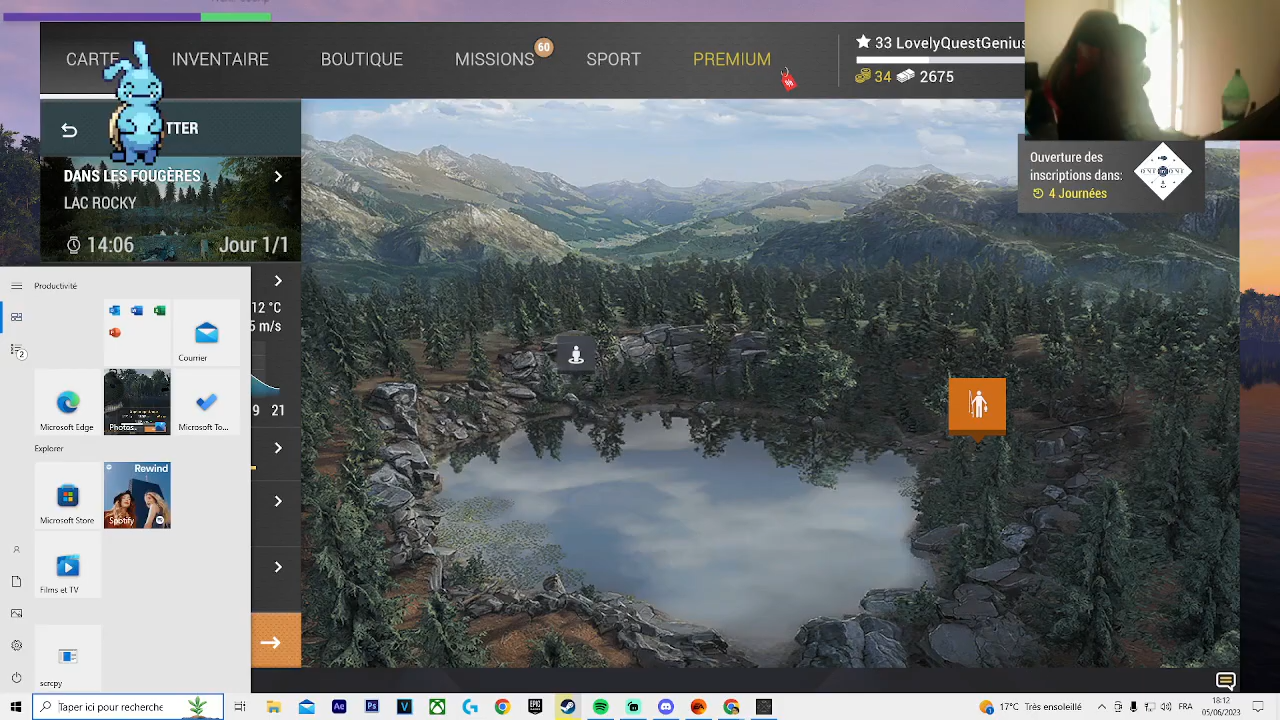 CARTE
INVENTAIRE
BOUTIQUE
MISSIONS
60
SPORT
PREMIUM
33 LovelyQuestGenius
34 2675
TTER
DANS LES FOUGÈRES
LAC ROCKY
14:06
Jour 1/1
Ouverture des
inscriptions dans:
4 Journées
12 °C
5 m/s
9 21
Productivité
Courrier
Microsoft Edge
Photos
Microsoft To...
2
Explorer
Microsoft Store
Rewind
Spotify
Films et TV
scrcpy
Taper ici pour recherche
17°C Très ensoleillé
FRA
18:12
05/06/2023